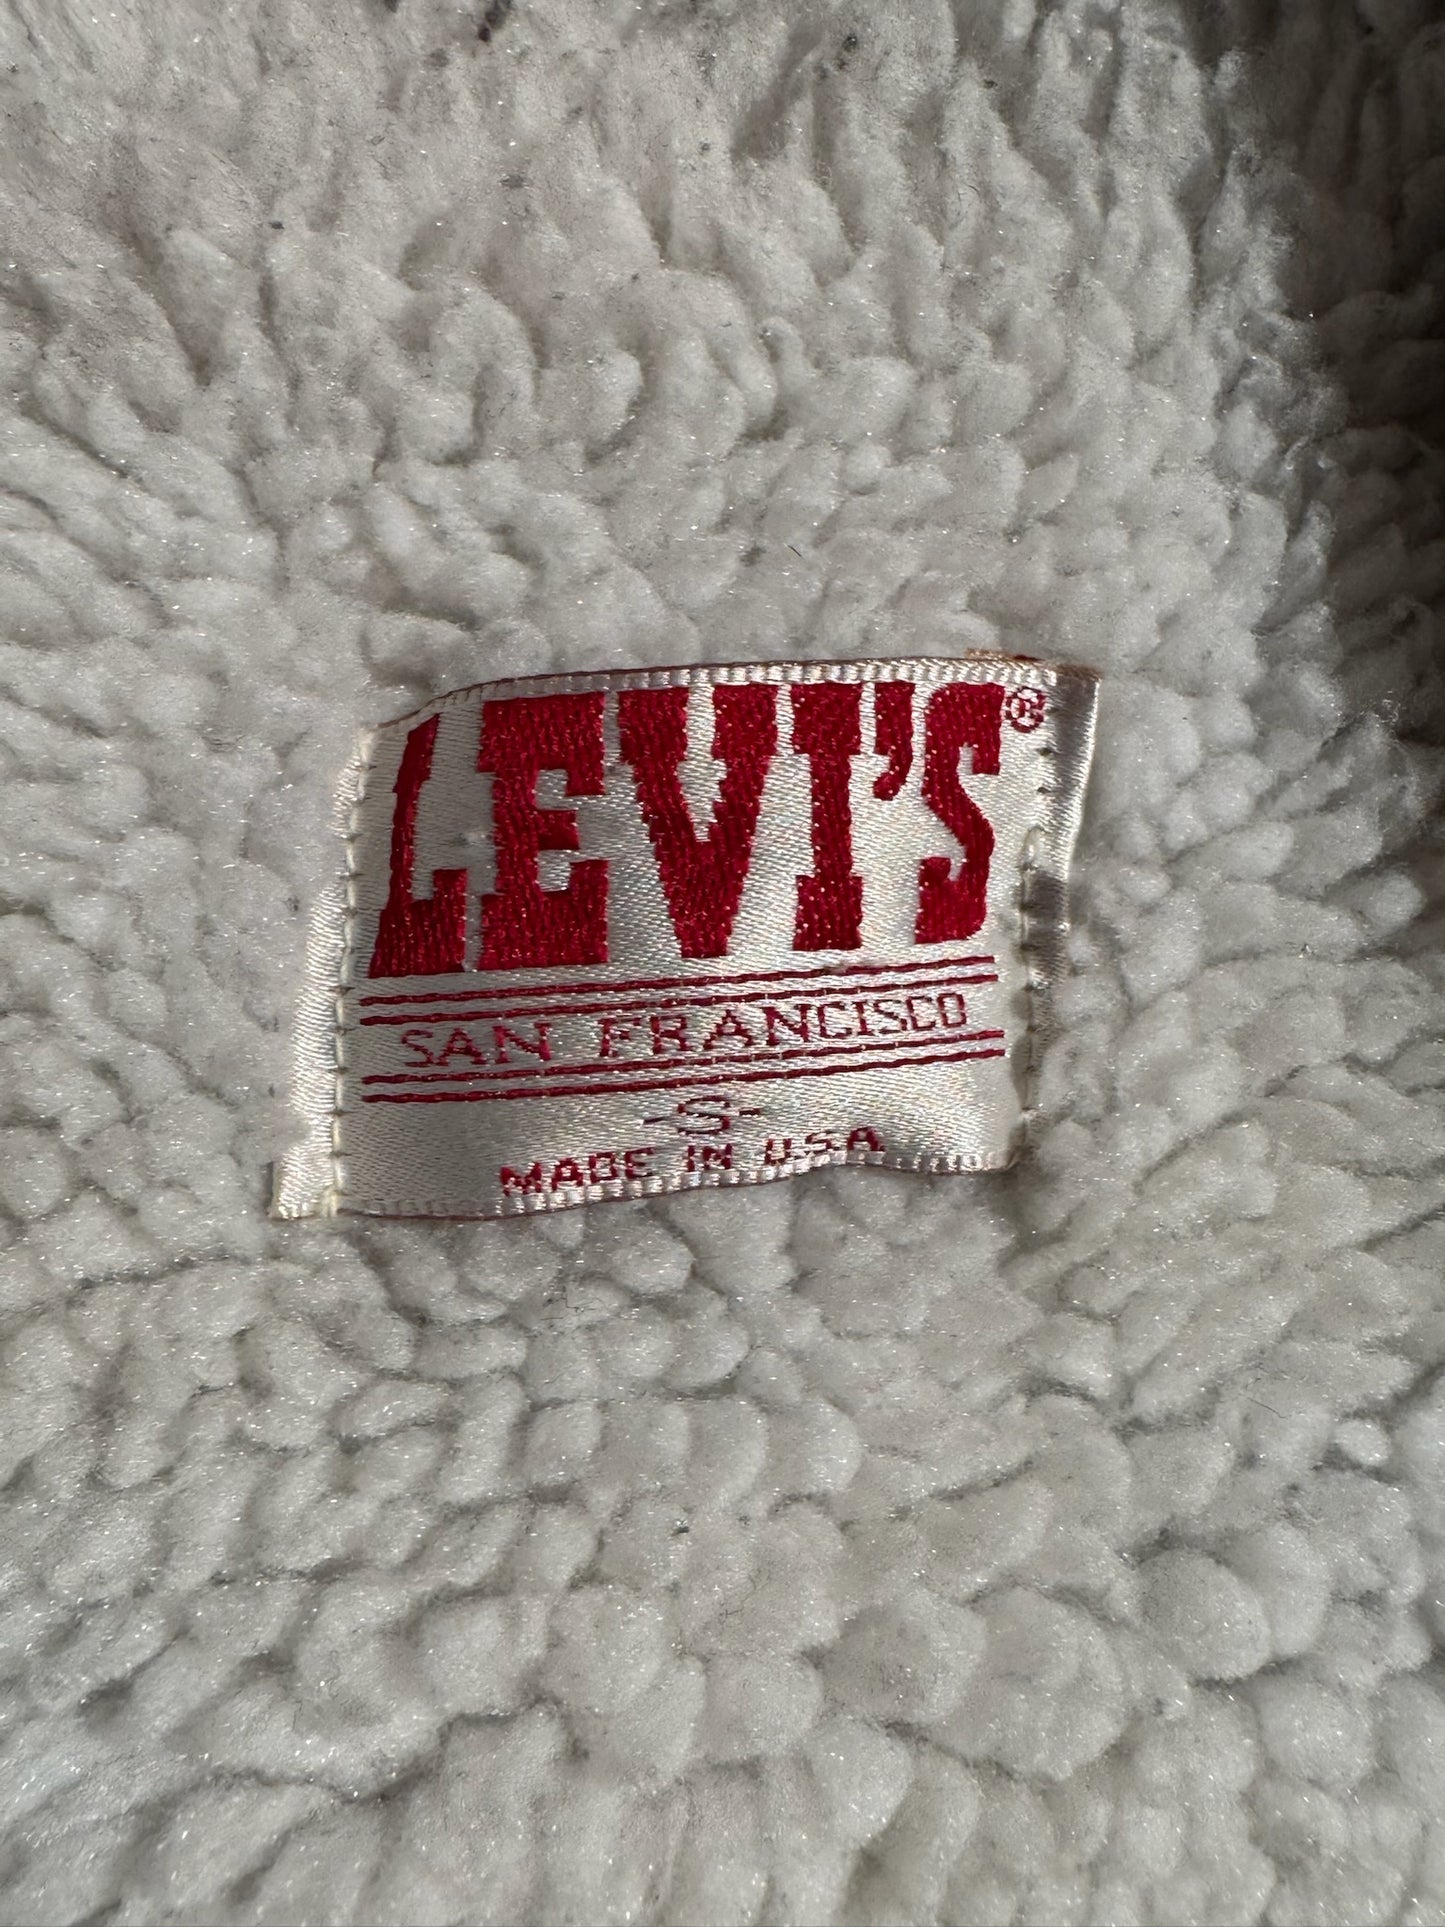 LEVI'S®
SAN FRANCISCO
-S-
MADE IN U.S.A.